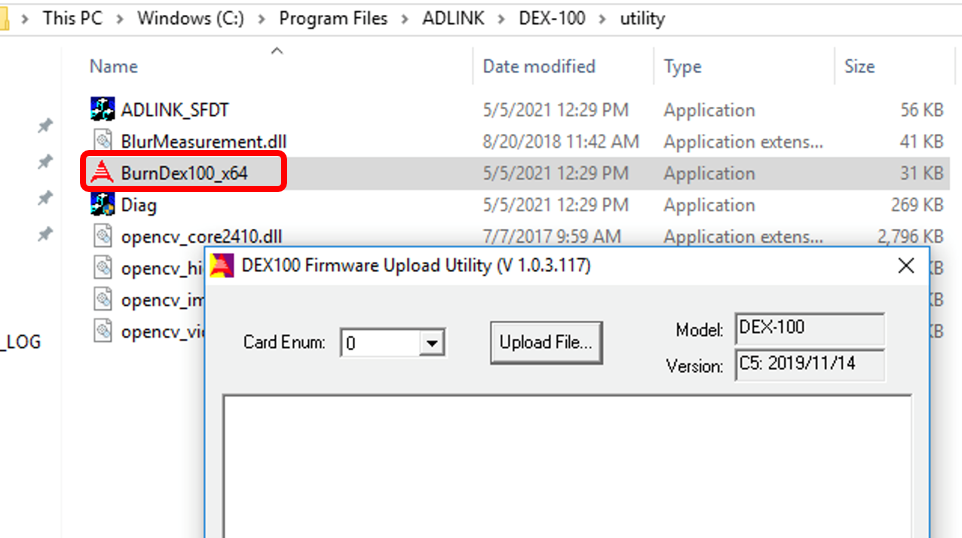 This PC > Windows (C:) > Program Files > ADLINK > DEX-100 > utility
Name Date modified Type Size
ADLINK_SFDT 5/5/2021 12:29 PM Application 56 KB
BlurMeasurement.dll 8/20/2018 11:42 AM Application extens... 41 KB
BurnDex100_x64 5/5/2021 12:29 PM Application 31 KB
Diag 5/5/2021 12:29 PM Application 269 KB
opencv_core2410.dll 7/7/2017 9:59 AM Application extens... 2,796 KB
opencv_hi KB
opencv_im KB
opencv_vi KB
_LOG
DEX100 Firmware Upload Utility (V 1.0.3.117)
Card Enum: 0 Upload File... Model: DEX-100
Version: C5: 2019/11/14